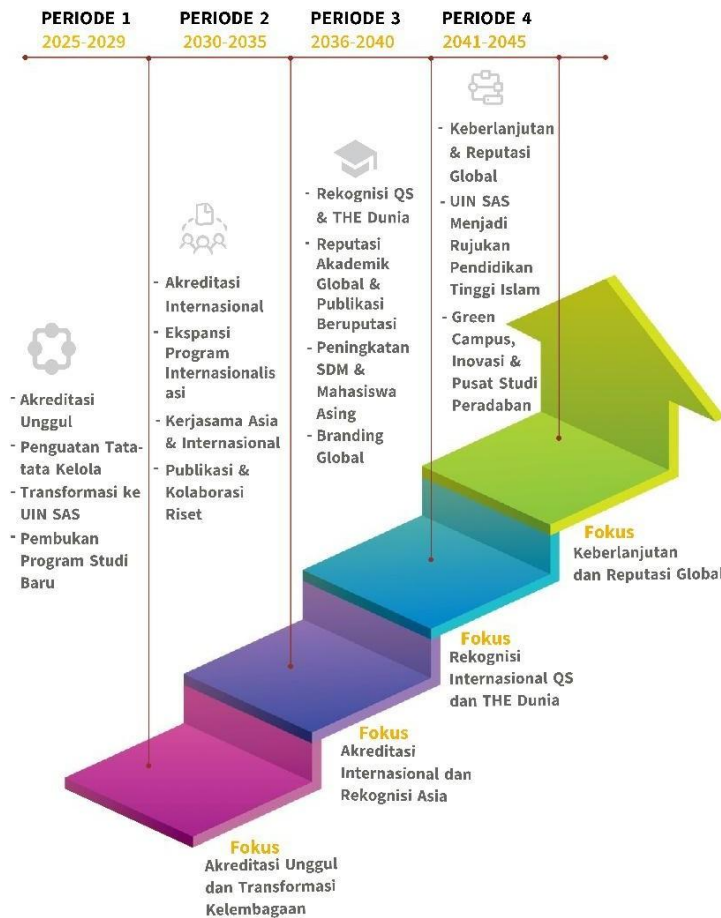 PERIODE 1
2025-2029
PERIODE 2
2030-2035
PERIODE 3
2036-2040
PERIODE 4
2041-2045
- Akreditasi
Unggul
- Penguatan Tata-
tata Kelola
- Transformasi ke
UIN SAS
- Pembukan
Program Studi
Baru
- Akreditasi
Internasional
- Ekspansi
Program
Internasionalis
asi
- Kerjasama Asia
& Internasional
- Publikasi &
Kolaborasi
Riset
- Rekognisi QS
& THE Dunia
- Reputasi
Akademik
Global &
Publikasi
Beruputasi
- Peningkatan
SDM &
Mahasiswa
Asing
- Branding
Global
- Keberlanjutan
& Reputasi
Global
- UIN SAS
Menjadi
Rujukan
Pendidikan
Tinggi Islam
- Green
Campus,
Inovasi &
Pusat Studi
Peradaban
Fokus
Keberlanjutan
dan Reputasi Global
Fokus
Rekognisi
Internasional QS
dan THE Dunia
Fokus
Akreditasi
Internasional dan
Rekognisi Asia
Fokus
Akreditasi Unggul
dan Transformasi
Kelembagaan